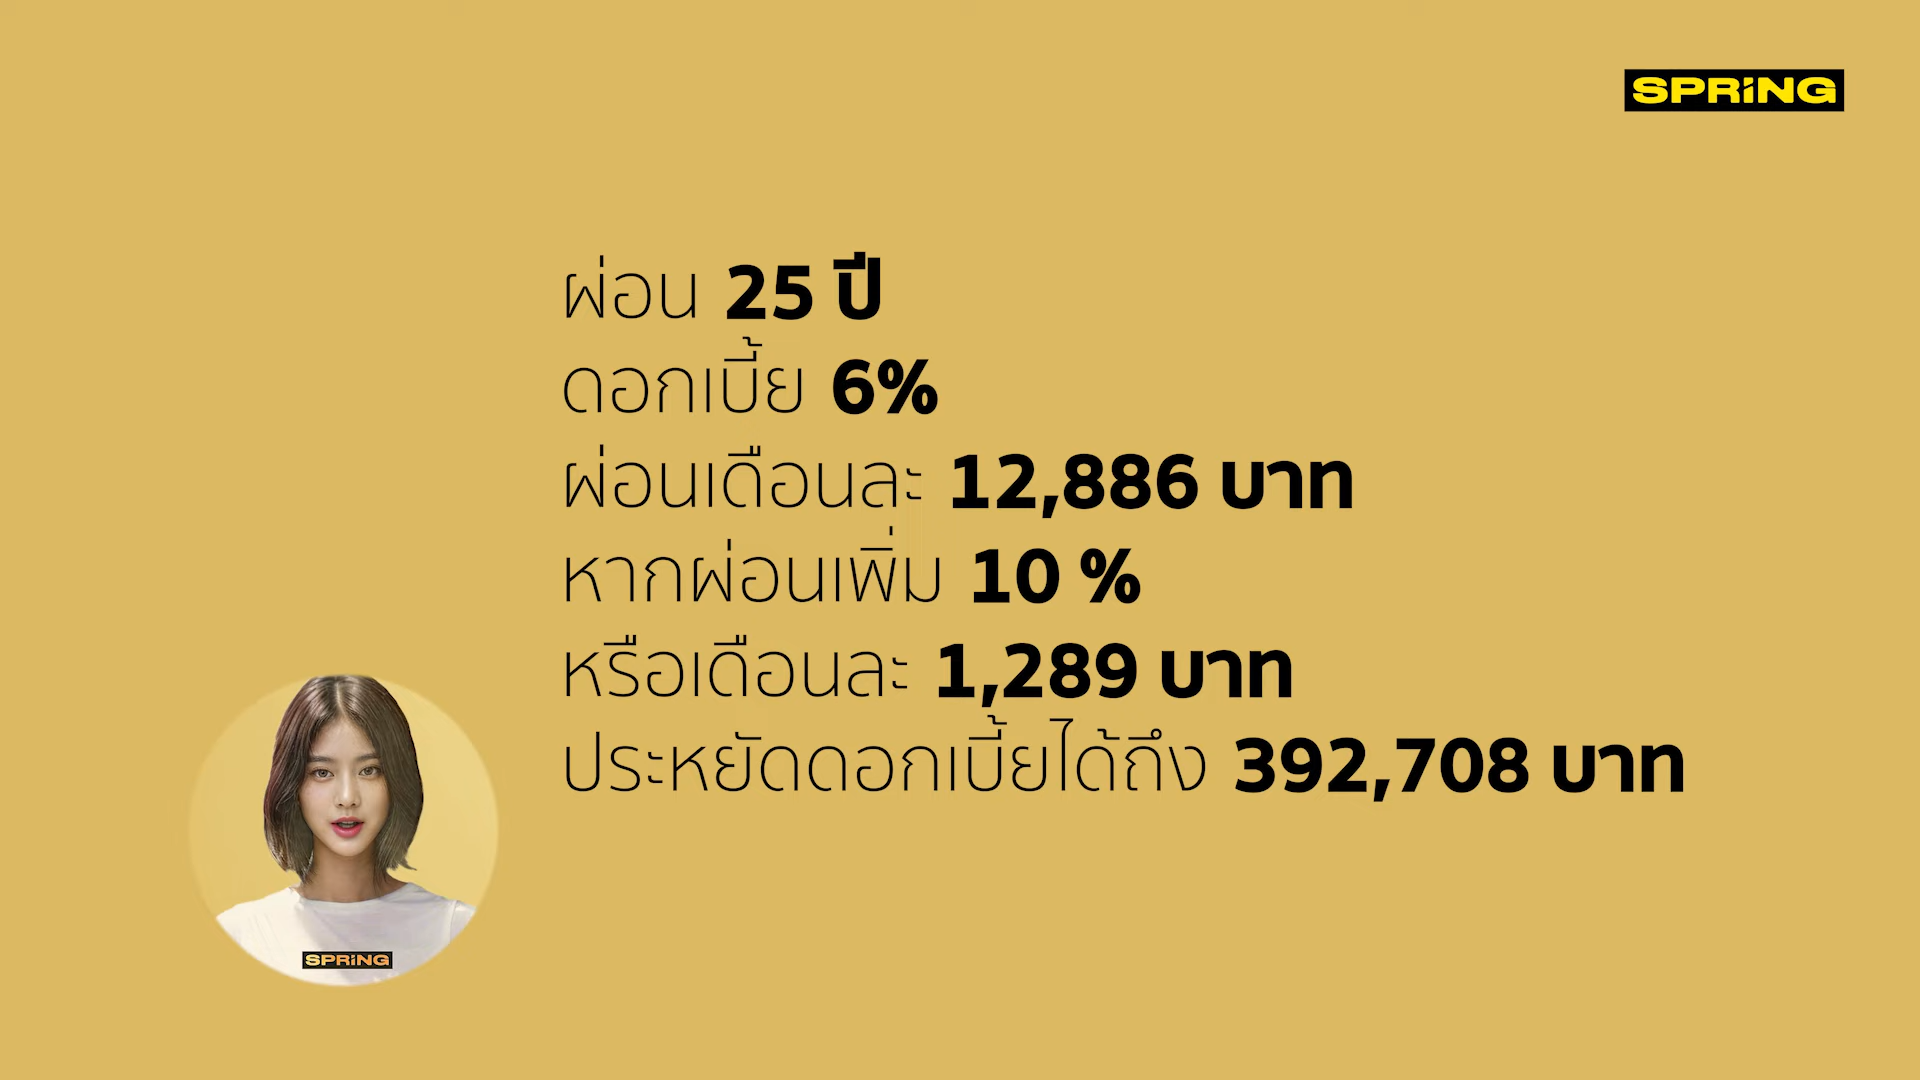 SPRiNG
ผ่อน 25 ปี
ดอกเบี้ย 6%
ผ่อนเดือนละ 12,886 บาท
หากผ่อนเพิ่ม 10 %
หรือเดือนละ 1,289 บาท
ประหยัดดอกเบี้ยได้ถึง 392,708 บาท
SPRiNG